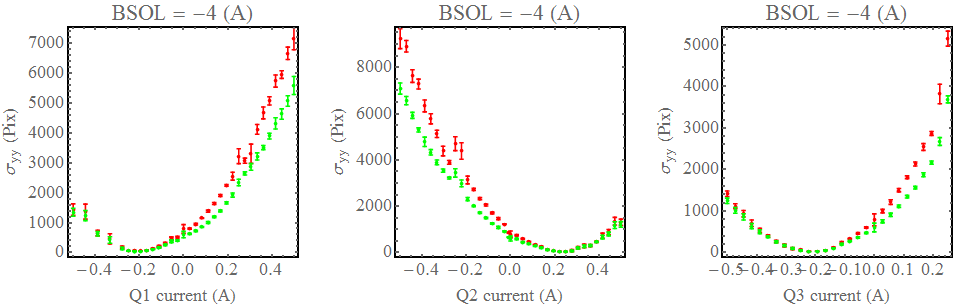 BSOL = −4 (A)
7000
6000
5000
4000
3000
2000
1000
0
σyy (Pix)
−0.4 −0.2 0.0 0.2 0.4
Q1 current (A)
BSOL = −4 (A)
8000
6000
4000
2000
0
σyy (Pix)
−0.4 −0.2 0.0 0.2 0.4
Q2 current (A)
BSOL = −4 (A)
5000
4000
3000
2000
1000
0
σyy (Pix)
−0.5 −0.4 −0.3 −0.2 −0.1 0.0 0.1 0.2
Q3 current (A)